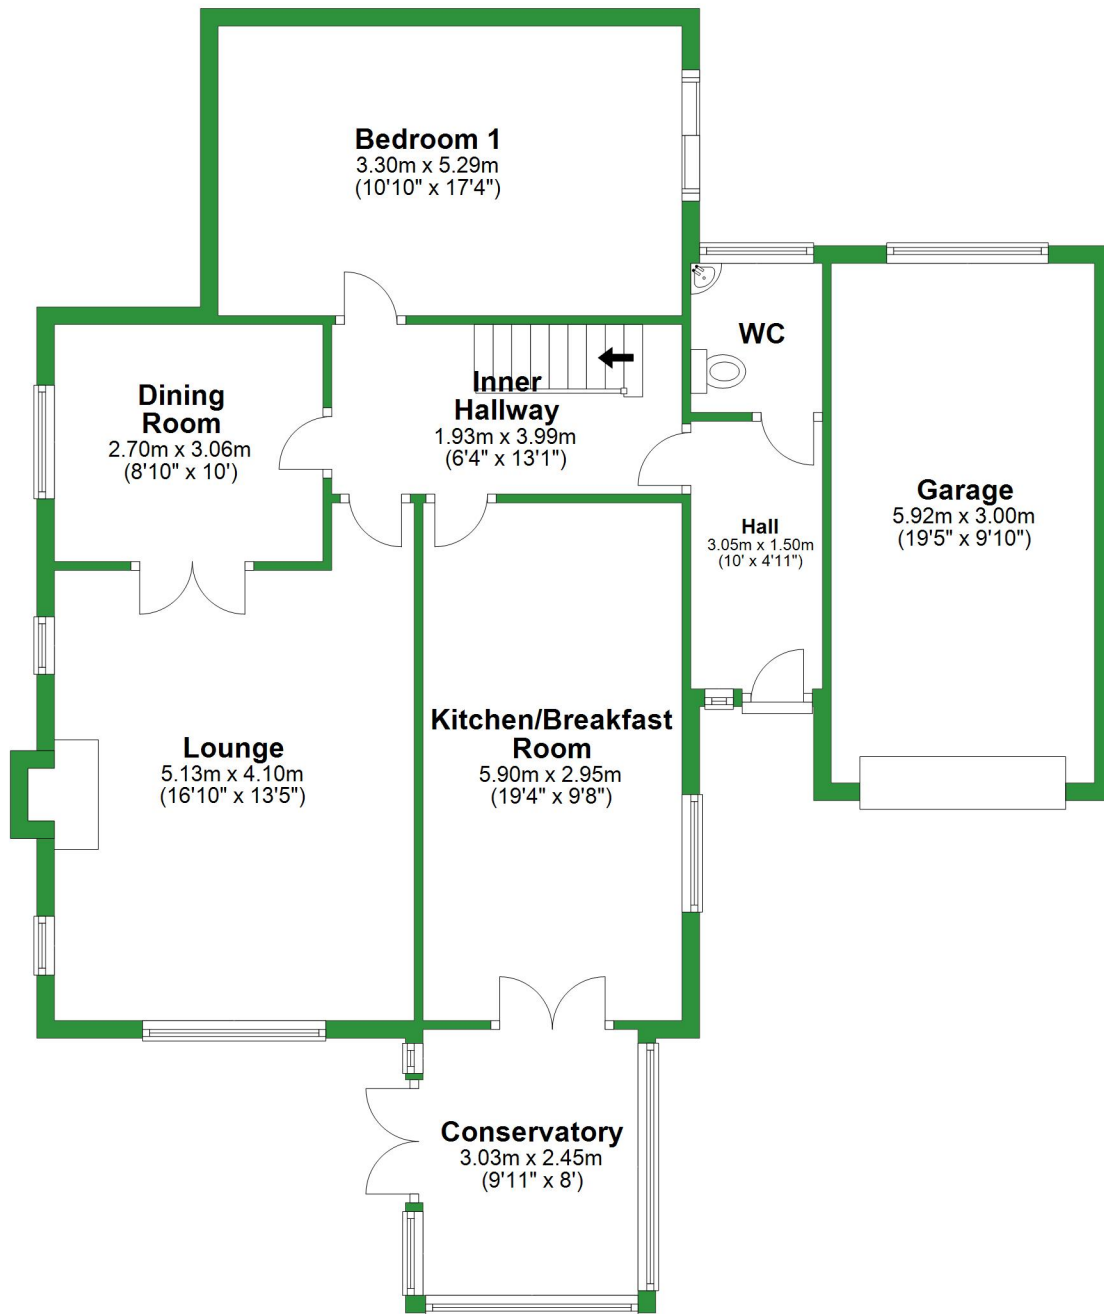 Bedroom 1
3.30m x 5.29m
(10'10" x 17'4")
WC
Dining
Room
2.70m x 3.06m
(8'10" x 10')
Inner
Hallway
1.93m x 3.99m
(6'4" x 13'1")
Garage
5.92m x 3.00m
(19'5" x 9'10")
Hall
3.05m x 1.50m
(10' x 4'11")
Lounge
5.13m x 4.10m
(16'10" x 13'5")
Kitchen/Breakfast
Room
5.90m x 2.95m
(19'4" x 9'8")
Conservatory
3.03m x 2.45m
(9'11" x 8')